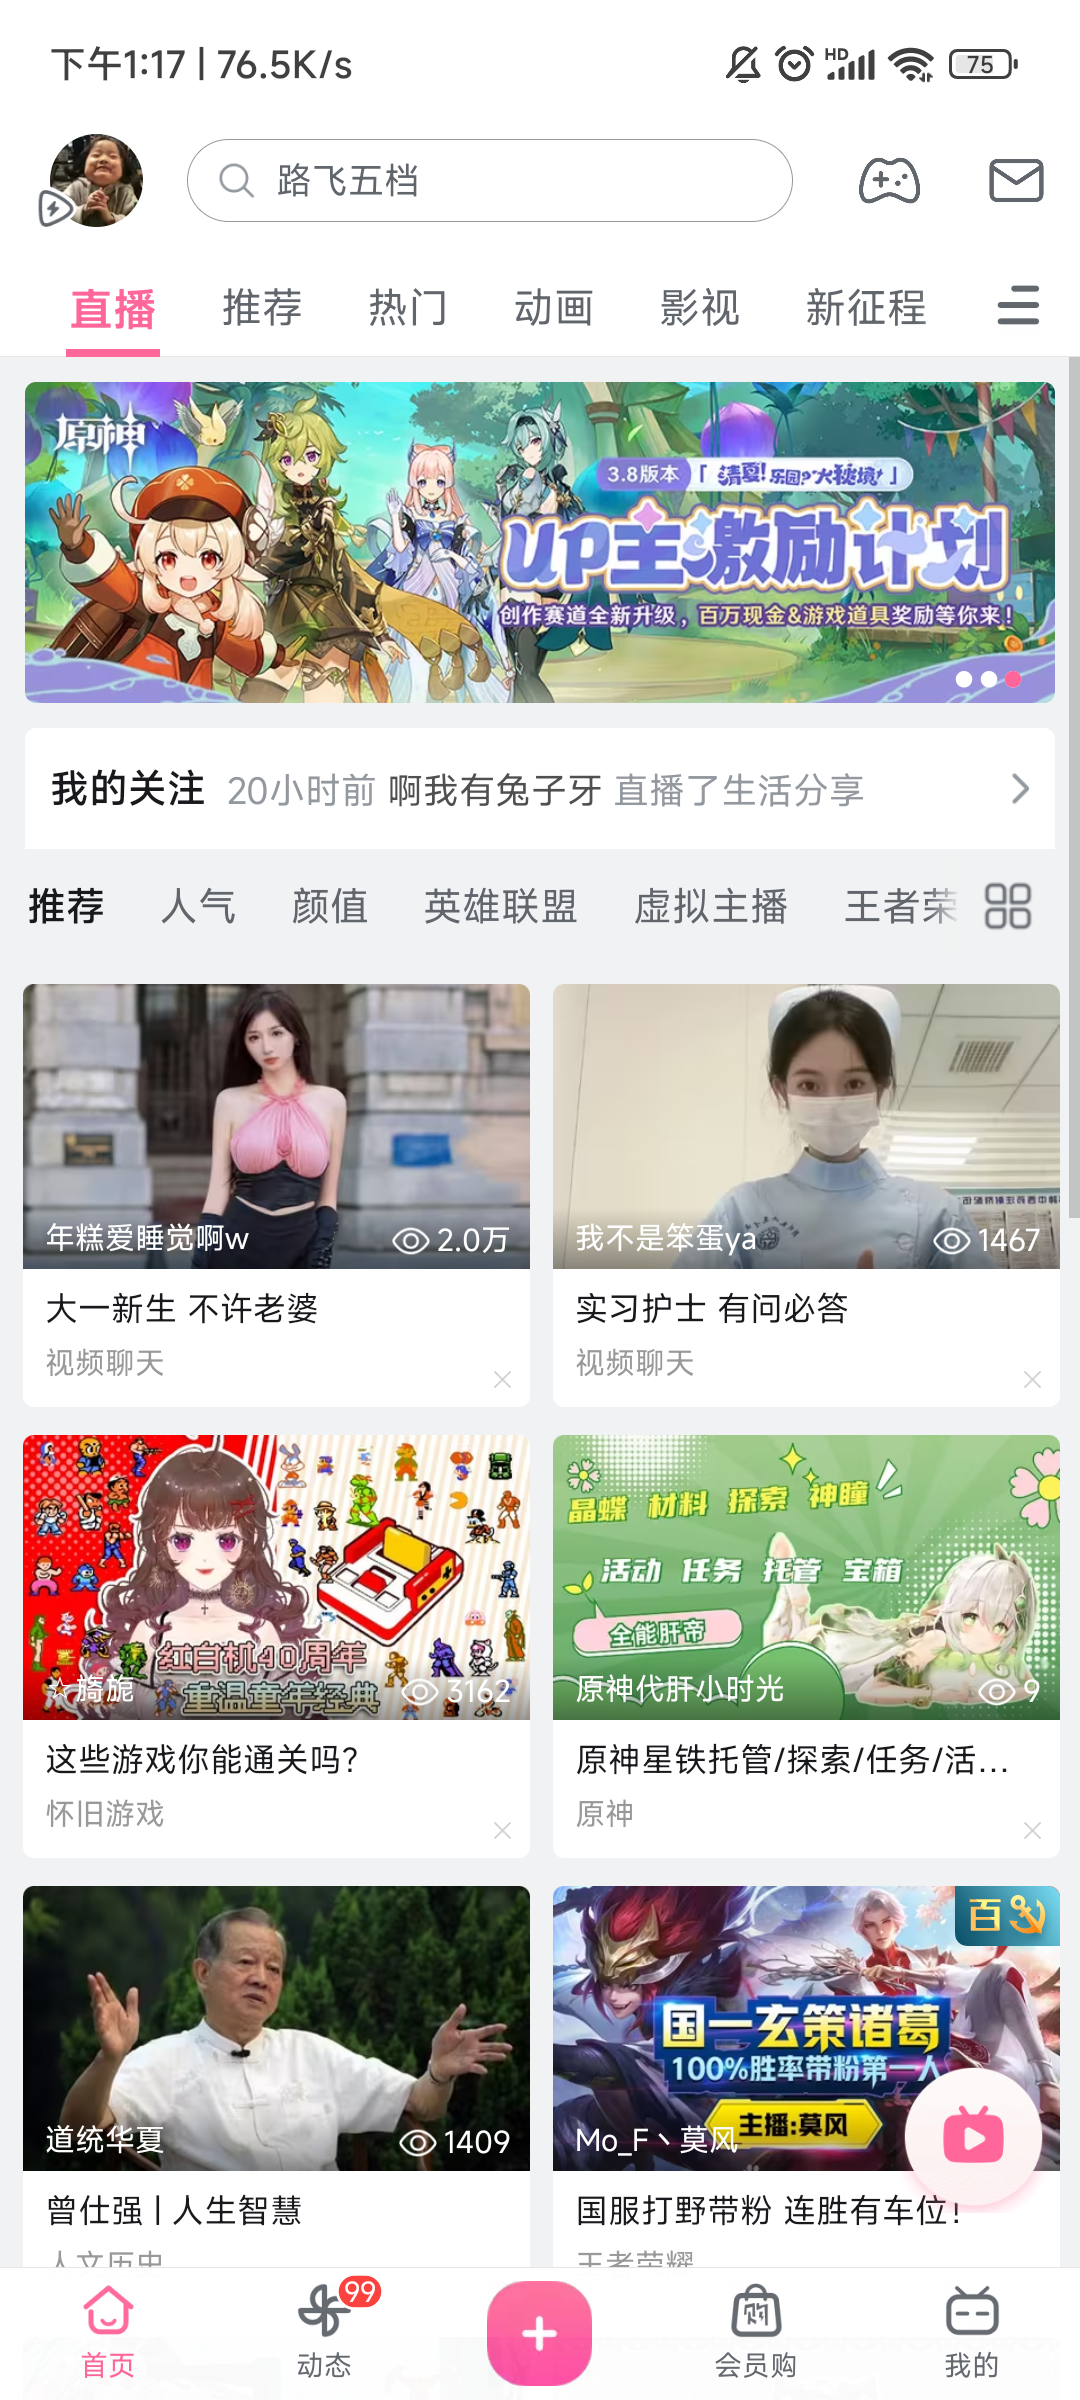 下午1:17 | 76.5K/s
HD
75
路飞五档
直播 推荐 热门 动画 影视 新征程
原神
3.8版本「清夏!乐园?大秘境!」
UP主激励计划
创作赛道全新升级，百万现金&游戏道具奖励等你来！
我的关注 20小时前 啊我有兔子牙 直播了生活分享
推荐 人气 颜值 英雄联盟 虚拟主播 王者荣
年糕爱睡觉啊w 2.0万
大一新生 不许老婆
视频聊天
我不是笨蛋ya 1467
实习护士 有问必答
视频聊天
红白机40周年
重温童年经典
☆旖旎 3162
这些游戏你能通关吗?
怀旧游戏
晶蝶 材料 探索 神瞳
活动 任务 托管 宝箱
全能肝帝
原神代肝小时光 9
原神星铁托管/探索/任务/活...
原神
道统华夏 1409
曾仕强 | 人生智慧
人文历史
百
国一玄策诸葛
100%胜率带粉第一人
主播:莫风
Mo_F丶莫风
国服打野带粉 连胜有车位!
王者荣耀
99
购
首页 动态 会员购 我的